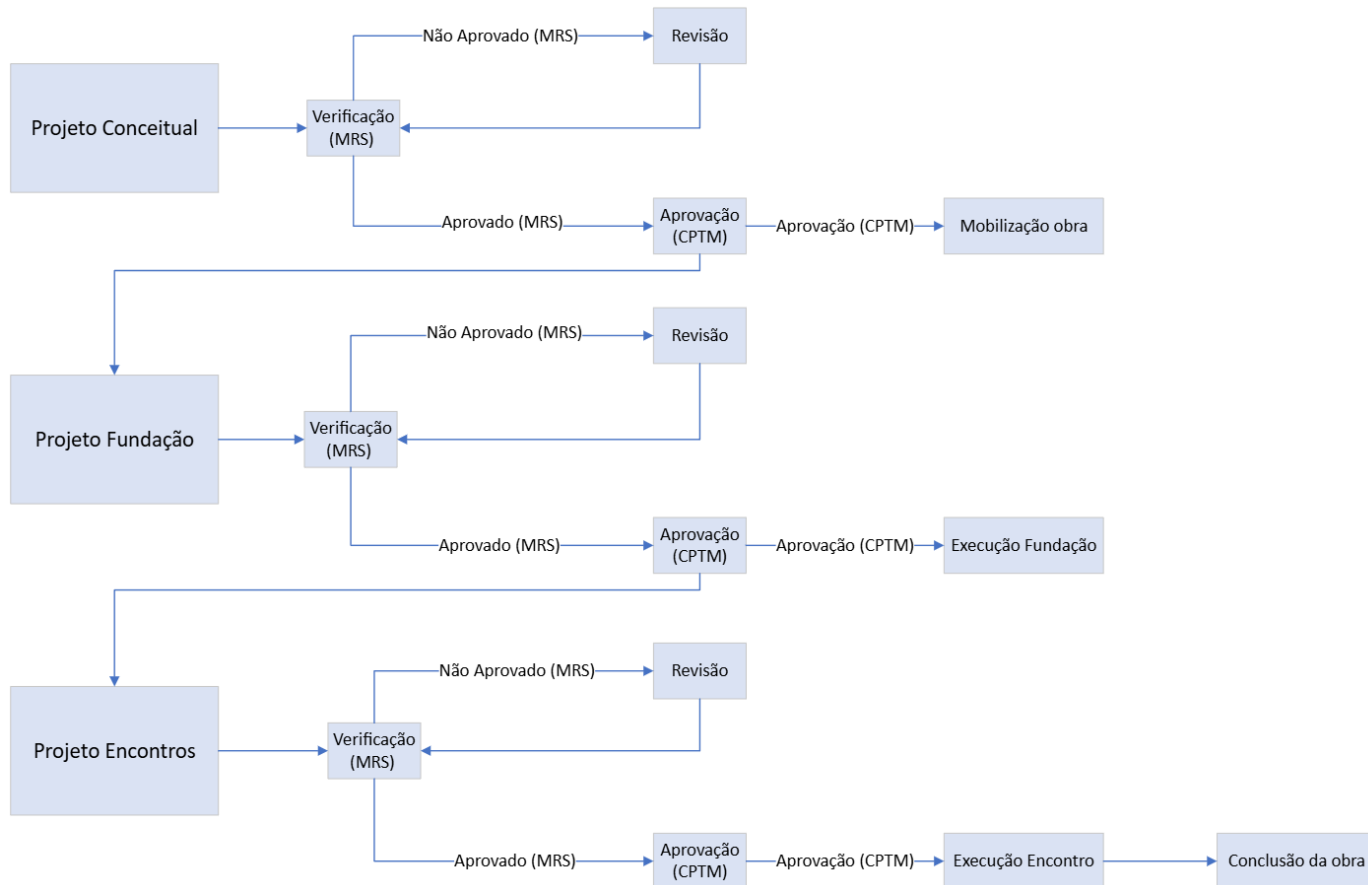 Não Aprovado (MRS)
Revisão
Projeto Conceitual
Verificação
(MRS)
Aprovado (MRS)
Aprovação
(CPTM)
Aprovação (CPTM)
Mobilização obra
Não Aprovado (MRS)
Revisão
Projeto Fundação
Verificação
(MRS)
Aprovado (MRS)
Aprovação
(CPTM)
Aprovação (CPTM)
Execução Fundação
Não Aprovado (MRS)
Revisão
Projeto Encontros
Verificação
(MRS)
Aprovado (MRS)
Aprovação
(CPTM)
Aprovação (CPTM)
Execução Encontro
Conclusão da obra